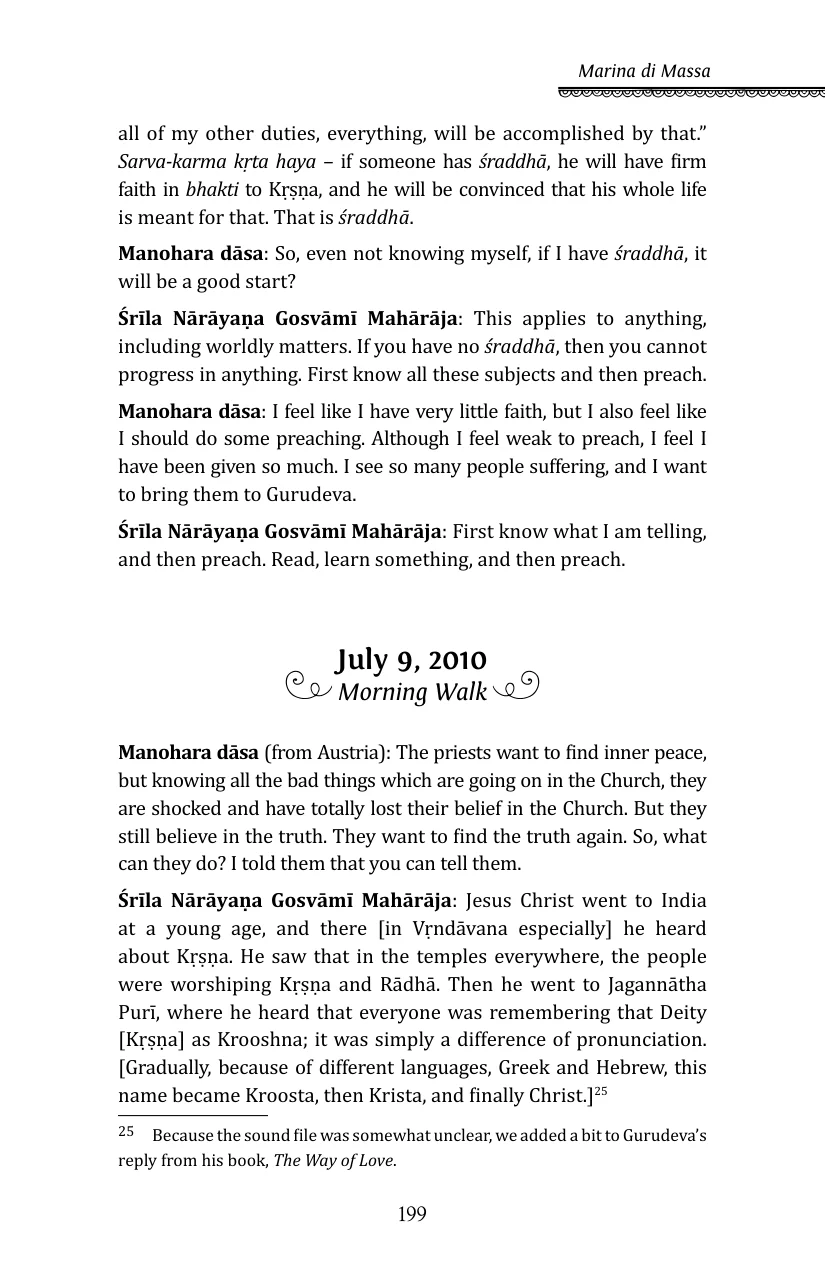 Marina di Massa
all of my other duties, everything, will be accomplished by that.”
Sarva-karma kṛta haya – if someone has śraddhā, he will have firm
faith in bhakti to Kṛṣṇa, and he will be convinced that his whole life
is meant for that. That is śraddhā.
Manohara dāsa: So, even not knowing myself, if I have śraddhā, it
will be a good start?
Śrīla Nārāyaṇa Gosvāmī Mahārāja: This applies to anything,
including worldly matters. If you have no śraddhā, then you cannot
progress in anything. First know all these subjects and then preach.
Manohara dāsa: I feel like I have very little faith, but I also feel like
I should do some preaching. Although I feel weak to preach, I feel I
have been given so much. I see so many people suffering, and I want
to bring them to Gurudeva.
Śrīla Nārāyaṇa Gosvāmī Mahārāja: First know what I am telling,
and then preach. Read, learn something, and then preach.
July 9, 2010
Morning Walk
Manohara dāsa (from Austria): The priests want to find inner peace,
but knowing all the bad things which are going on in the Church, they
are shocked and have totally lost their belief in the Church. But they
still believe in the truth. They want to find the truth again. So, what
can they do? I told them that you can tell them.
Śrīla Nārāyaṇa Gosvāmī Mahārāja: Jesus Christ went to India
at a young age, and there [in Vṛndāvana especially] he heard
about Kṛṣṇa. He saw that in the temples everywhere, the people
were worshiping Kṛṣṇa and Rādhā. Then he went to Jagannātha
Purī, where he heard that everyone was remembering that Deity
[Kṛṣṇa] as Krooshna; it was simply a difference of pronunciation.
[Gradually, because of different languages, Greek and Hebrew, this
name became Kroosta, then Krista, and finally Christ.]25
25 Because the sound file was somewhat unclear, we added a bit to Gurudeva’s
reply from his book, The Way of Love.
199